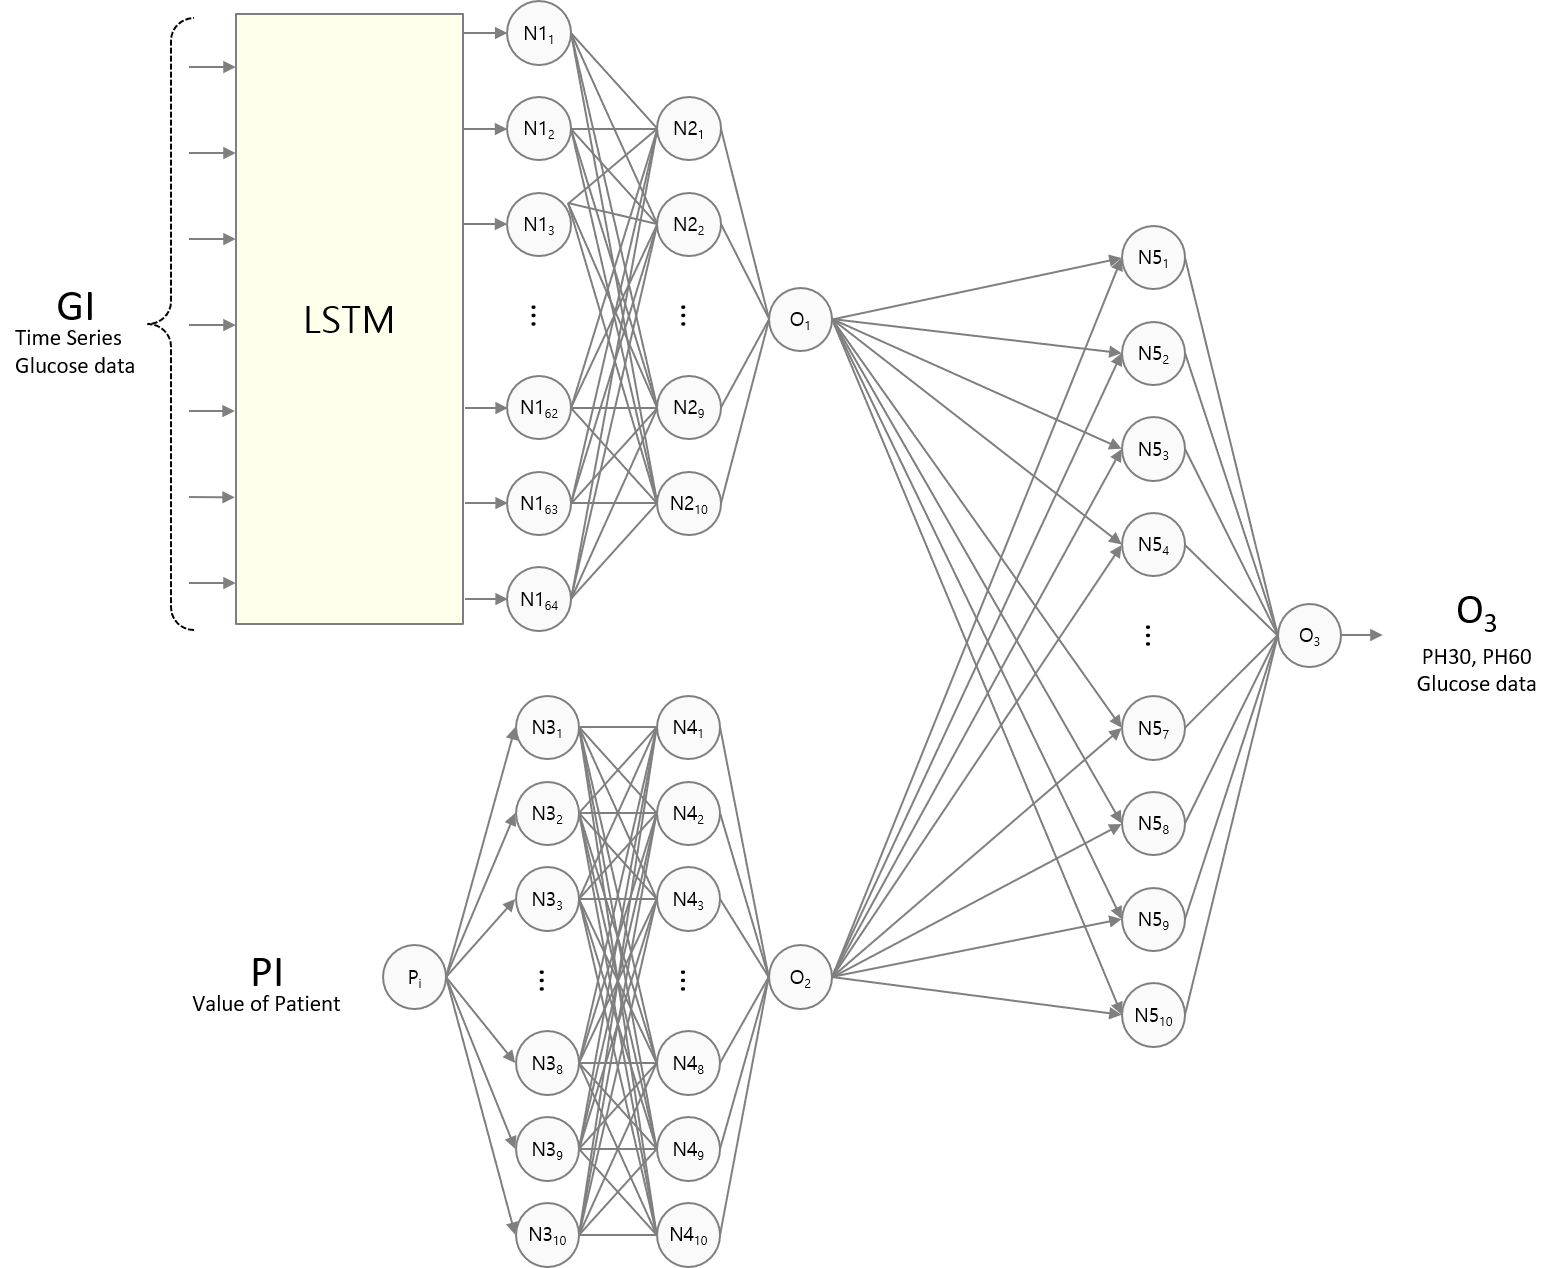 GI
Time Series
Glucose data
LSTM
N1₁
N1₂
N1₃
⋮
N1₆₂
N1₆₃
N1₆₄
N2₁
N2₂
⋮
N2₉
N2₁₀
O₁
PI
Value of Patient
Pᵢ
N3₁
N3₂
N3₃
⋮
N3₈
N3₉
N3₁₀
N4₁
N4₂
N4₃
⋮
N4₈
N4₉
N4₁₀
O₂
N5₁
N5₂
N5₃
N5₄
⋮
N5₇
N5₈
N5₉
N5₁₀
O₃
O₃
PH30, PH60
Glucose data